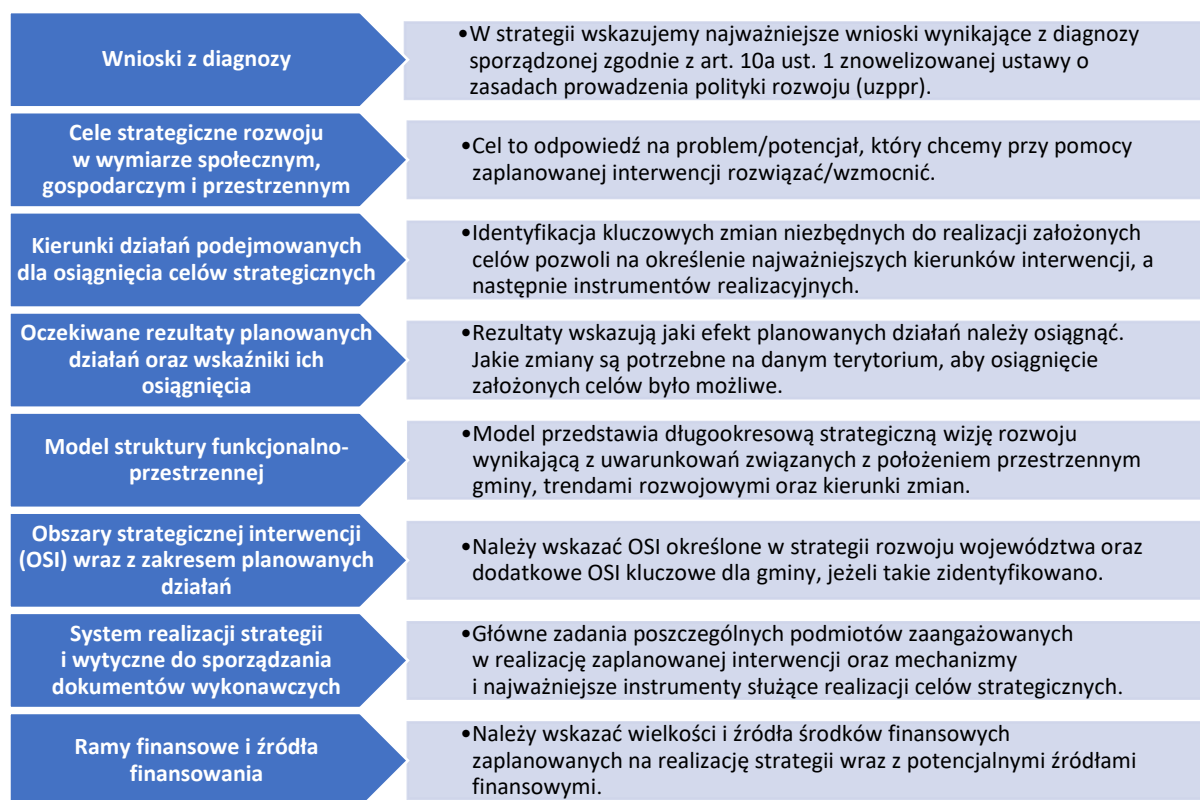 Wnioski z diagnozy
•W strategii wskazujemy najważniejsze wnioski wynikające z diagnozy
sporządzonej zgodnie z art. 10a ust. 1 znowelizowanej ustawy o
zasadach prowadzenia polityki rozwoju (uzppr).
Cele strategiczne rozwoju
w wymiarze społecznym,
gospodarczym i przestrzennym
•Cel to odpowiedź na problem/potencjał, który chcemy przy pomocy
zaplanowanej interwencji rozwiązać/wzmocnić.
Kierunki działań podejmowanych
dla osiągnięcia celów strategicznych
•Identyfikacja kluczowych zmian niezbędnych do realizacji założonych
celów pozwoli na określenie najważniejszych kierunków interwencji, a
następnie instrumentów realizacyjnych.
Oczekiwane rezultaty planowanych
działań oraz wskaźniki ich
osiągnięcia
•Rezultaty wskazują jaki efekt planowanych działań należy osiągnąć.
Jakie zmiany są potrzebne na danym terytorium, aby osiągnięcie
założonych celów było możliwe.
Model struktury funkcjonalno-
przestrzennej
•Model przedstawia długookresową strategiczną wizję rozwoju
wynikającą z uwarunkowań związanych z położeniem przestrzennym
gminy, trendami rozwojowymi oraz kierunki zmian.
Obszary strategicznej interwencji
(OSI) wraz z zakresem planowanych
działań
•Należy wskazać OSI określone w strategii rozwoju województwa oraz
dodatkowe OSI kluczowe dla gminy, jeżeli takie zidentyfikowano.
System realizacji strategii
i wytyczne do sporządzania
dokumentów wykonawczych
•Główne zadania poszczególnych podmiotów zaangażowanych
w realizację zaplanowanej interwencji oraz mechanizmy
i najważniejsze instrumenty służące realizacji celów strategicznych.
Ramy finansowe i źródła
finansowania
•Należy wskazać wielkości i źródła środków finansowych
zaplanowanych na realizację strategii wraz z potencjalnymi źródłami
finansowymi.